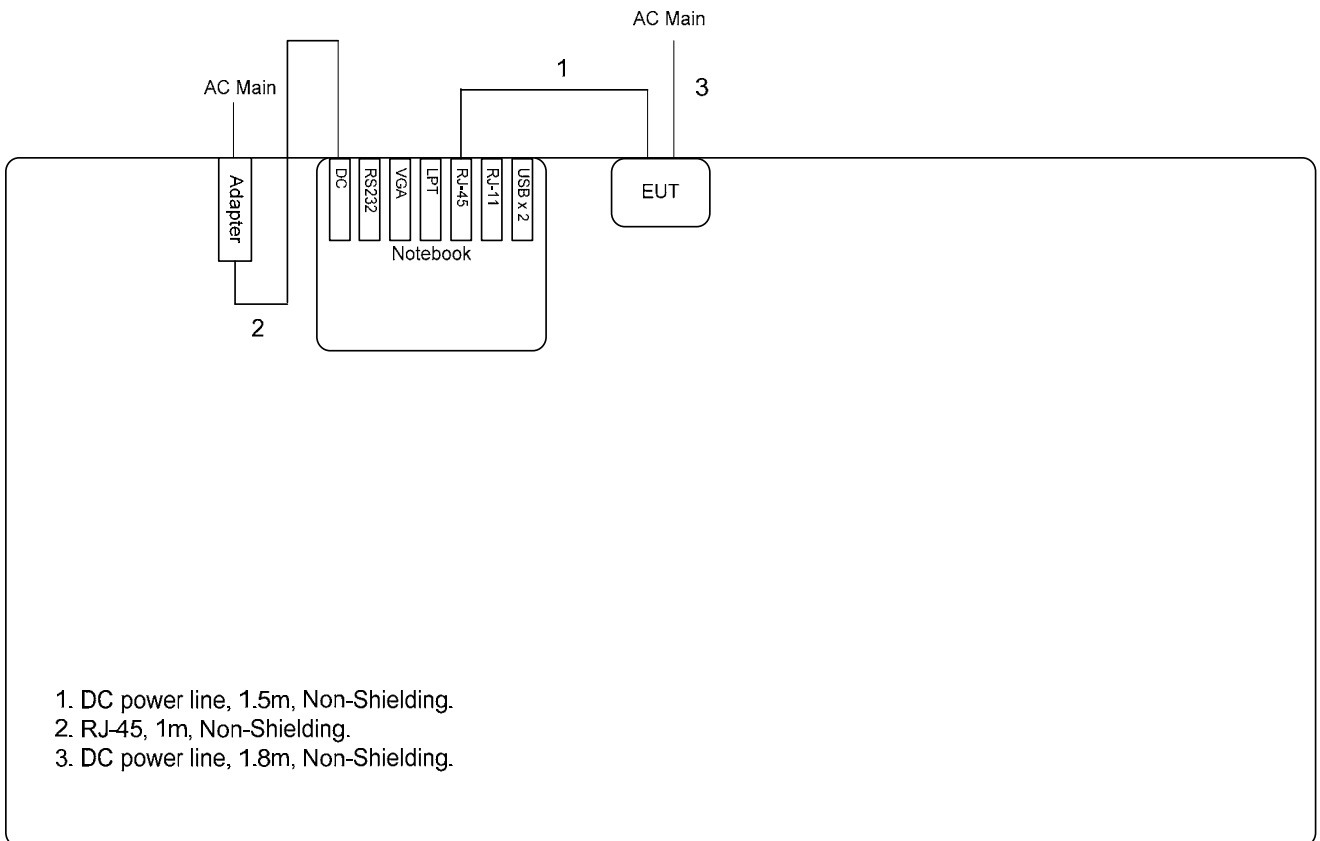 AC Main
1
AC Main
3
Adapter
DC
RS232
VGA
LPT
RJ-45
RJ-11
USB x 2
EUT
Notebook
2
1. DC power line, 1.5m, Non-Shielding.
2. RJ-45, 1m, Non-Shielding.
3. DC power line, 1.8m, Non-Shielding.